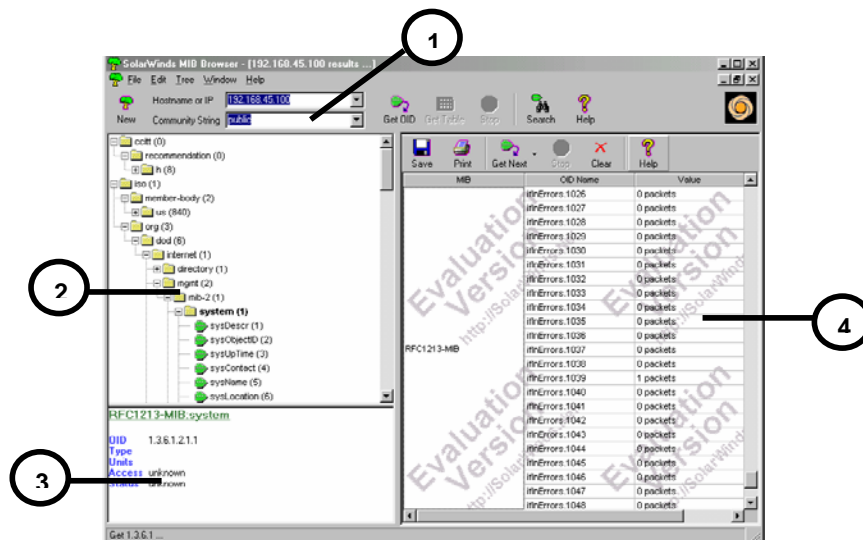 1
SolarWinds MIB Browser - [192.168.45.100 results ...]
File Edit Tree Window Help
New
Hostname or IP 192.168.45.100
Community String public
Get OID Get Table Stop Search Help
ccitt (0)
recommendation (0)
h (8)
iso (1)
member-body (2)
us (840)
org (3)
dod (6)
internet (1)
directory (1)
mgmt (2)
mib-2 (1)
system (1)
sysDescr (1)
sysObjectID (2)
sysUpTime (3)
sysContact (4)
sysName (5)
sysLocation (6)
2
RFC1213-MIB.system
OID 1.3.6.1.2.1.1
Type
Units
Access unknown
Status unknown
3
Save Print Get Next Stop Clear Help
MIB OID Name Value
RFC1213-MIB
ifInErrors.1026 0 packets
ifInErrors.1027 0 packets
ifInErrors.1028 0 packets
ifInErrors.1029 0 packets
ifInErrors.1030 0 packets
ifInErrors.1031 0 packets
ifInErrors.1032 0 packets
ifInErrors.1033 0 packets
ifInErrors.1034 0 packets
ifInErrors.1035 0 packets
ifInErrors.1036 0 packets
ifInErrors.1037 0 packets
ifInErrors.1038 0 packets
ifInErrors.1039 1 packets
ifInErrors.1040 0 packets
ifInErrors.1041 0 packets
ifInErrors.1042 0 packets
ifInErrors.1043 0 packets
ifInErrors.1044 0 packets
ifInErrors.1045 0 packets
ifInErrors.1046 0 packets
ifInErrors.1047 0 packets
ifInErrors.1048 0 packets
Evaluation
Version
Evaluation
Version
Evaluation
Version
Evaluation
Version
4
Get 1.3.6.1 ...